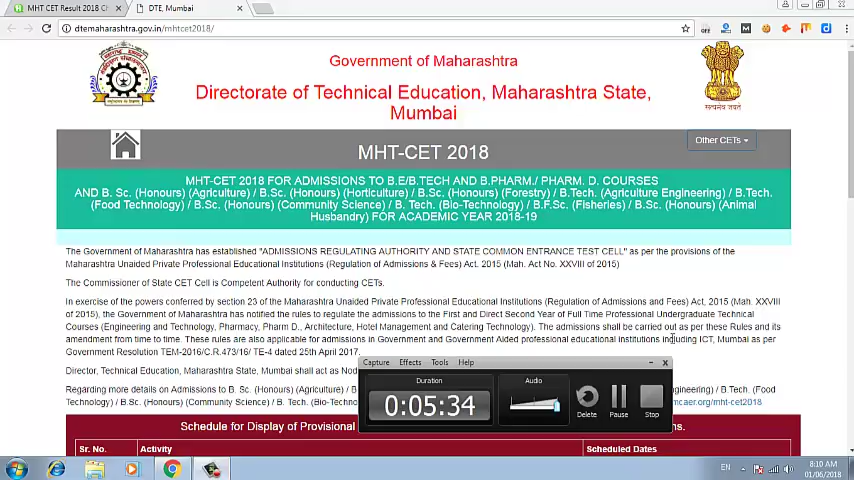 MHT CET Result 2018 Ch
DTE, Mumbai
dtemaharashtra.gov.in/mhtcet2018/
Government of Maharashtra
Directorate of Technical Education, Maharashtra State,
Mumbai
सत्यमेव जयते
MHT-CET 2018
Other CETs
MHT-CET 2018 FOR ADMISSIONS TO B.E/B.TECH AND B.PHARM./ PHARM. D. COURSES
AND B. Sc. (Honours) (Agriculture) / B.Sc. (Honours) (Horticulture) / B.Sc. (Honours) (Forestry) / B.Tech. (Agriculture Engineering) / B.Tech.
(Food Technology) / B.Sc. (Honours) (Community Science) / B. Tech. (Bio-Technology) / B.F.Sc. (Fisheries) / B.Sc. (Honours) (Animal
Husbandry) FOR ACADEMIC YEAR 2018-19
The Government of Maharashtra has established "ADMISSIONS REGULATING AUTHORITY AND STATE COMMON ENTRANCE TEST CELL" as per the provisions of the
Maharashtra Unaided Private Professional Educational Institutions (Regulation of Admissions & Fees) Act. 2015 (Mah. Act No. XXVIII of 2015)
The Commissioner of State CET Cell is Competent Authority for conducting CETs.
In exercise of the powers conferred by section 23 of the Maharashtra Unaided Private Professional Educational Institutions (Regulation of Admissions and Fees) Act, 2015 (Mah. XXVIII
of 2015), the Government of Maharashtra has notified the rules to regulate the admissions to the First and Direct Second Year of Full Time Professional Undergraduate Technical
Courses (Engineering and Technology, Pharmacy, Pharm D., Architecture, Hotel Management and Catering Technology). The admissions shall be carried out as per these Rules and its
amendment from time to time. These rules are also applicable for admissions in Government and Government Aided professional educational institutions including ICT, Mumbai as per
Government Resolution TEM-2016/C.R.473/16/ TE-4 dated 25th April 2017.
Director, Technical Education, Maharashtra State, Mumbai shall act as Nod
Regarding more details on Admissions to B. Sc. (Honours) (Agriculture) / B gineering) / B.Tech. (Food
Technology) / B.Sc. (Honours) (Community Science) / B. Tech. (Bio-Techno mcaer.org/mht-cet2018
Capture Effects Tools Help
Duration
0:05:34
Audio
Delete Pause Stop
Schedule for Display of Provisional ns.
Sr. No. Activity Scheduled Dates
EN
8:10 AM
01/06/2018